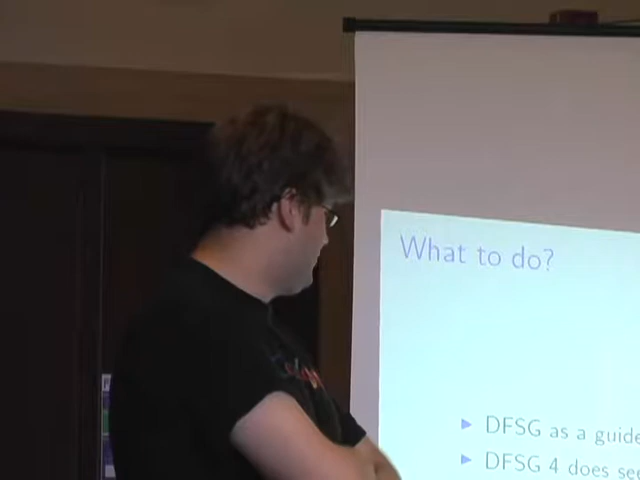 What to do?
DFSG as a guide
DFSG 4 does see